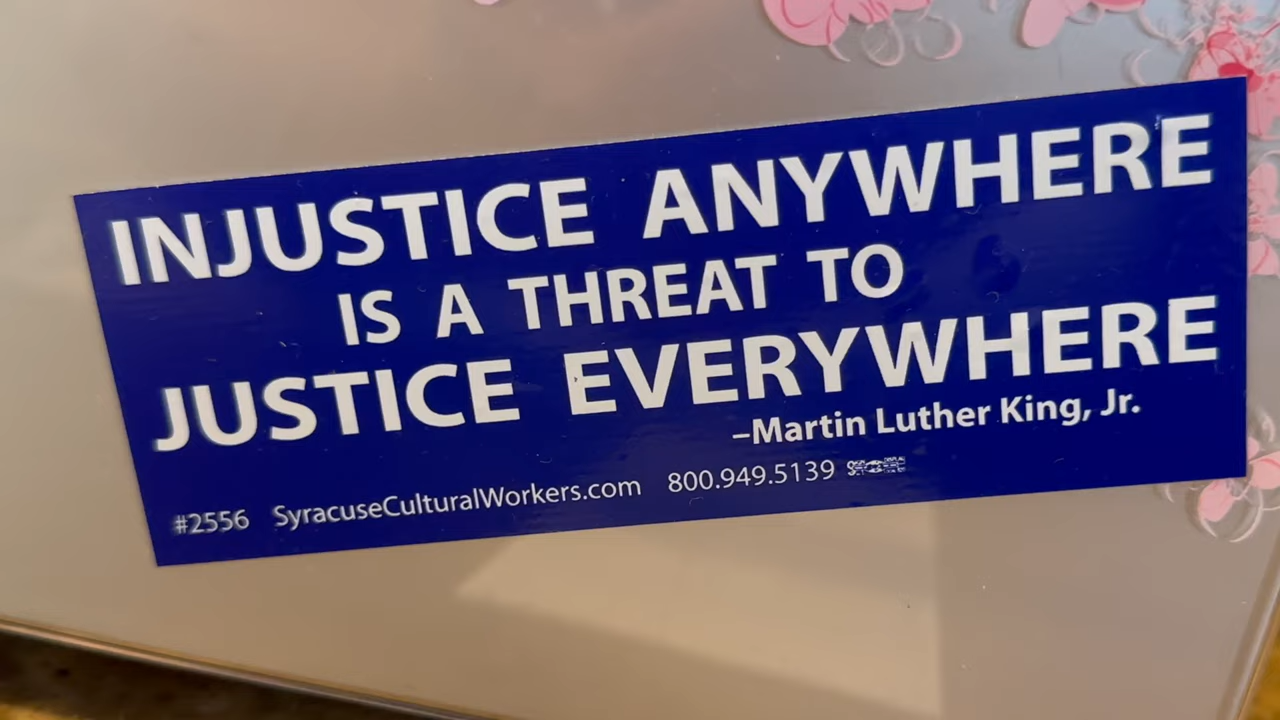 INJUSTICE ANYWHERE
IS A THREAT TO
JUSTICE EVERYWHERE
–Martin Luther King, Jr.
#2556 SyracuseCulturalWorkers.com 800.949.5139